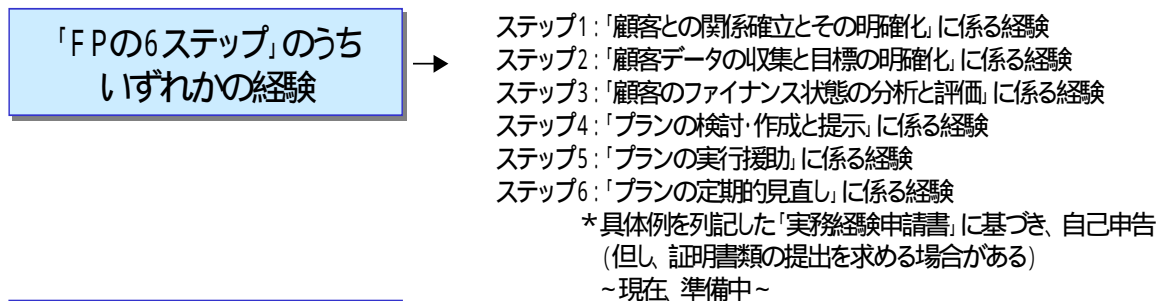 「FPの6ステップ」のうち
いずれかの経験
→
ステップ1:「顧客との関係確立とその明確化」に係る経験
ステップ2:「顧客データの収集と目標の明確化」に係る経験
ステップ3:「顧客のファイナンス状態の分析と評価」に係る経験
ステップ4:「プランの検討・作成と提示」に係る経験
ステップ5:「プランの実行援助」に係る経験
ステップ6:「プランの定期的見直し」に係る経験
*具体例を列記した「実務経験申請書」に基づき、自己申告
(但し、証明書類の提出を求める場合がある)
~現在、準備中~